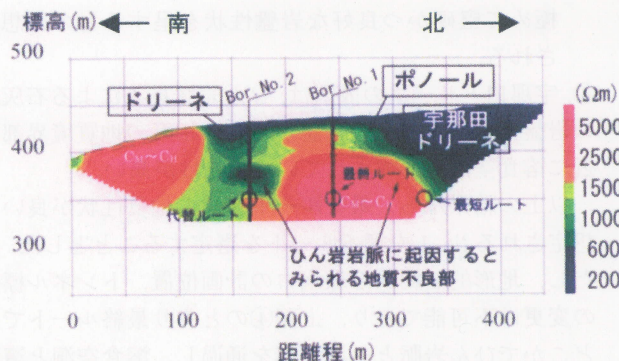 標高(m)
南
北
500
400
300
ドリーネ
Bor. No.2
Bor. No.1
ポノール
宇那田
ドリーネ
CM～CH
代替ルート
最終ルート
CM～CH
最短ルート
ひん岩岩脈に起因すると
みられる地質不良部
0
100
200
300
400
距離程(m)
(Ωm)
5000
2500
1500
1000
600
200